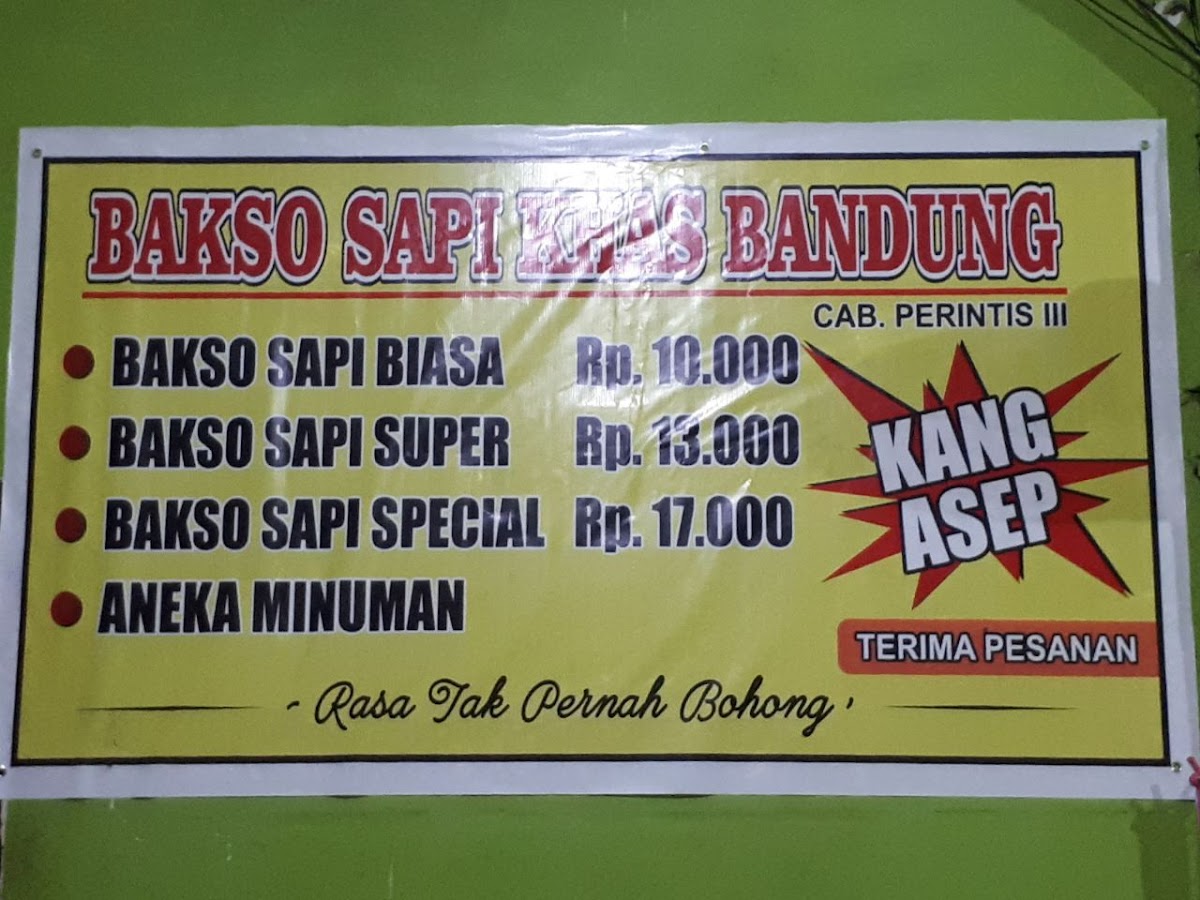 BAKSO SAPI KHAS BANDUNG
CAB. PERINTIS III
BAKSO SAPI BIASA Rp. 10.000
BAKSO SAPI SUPER Rp. 13.000
BAKSO SAPI SPECIAL Rp. 17.000
ANEKA MINUMAN
KANG
ASEP
TERIMA PESANAN
- Rasa Tak Pernah Bohong '